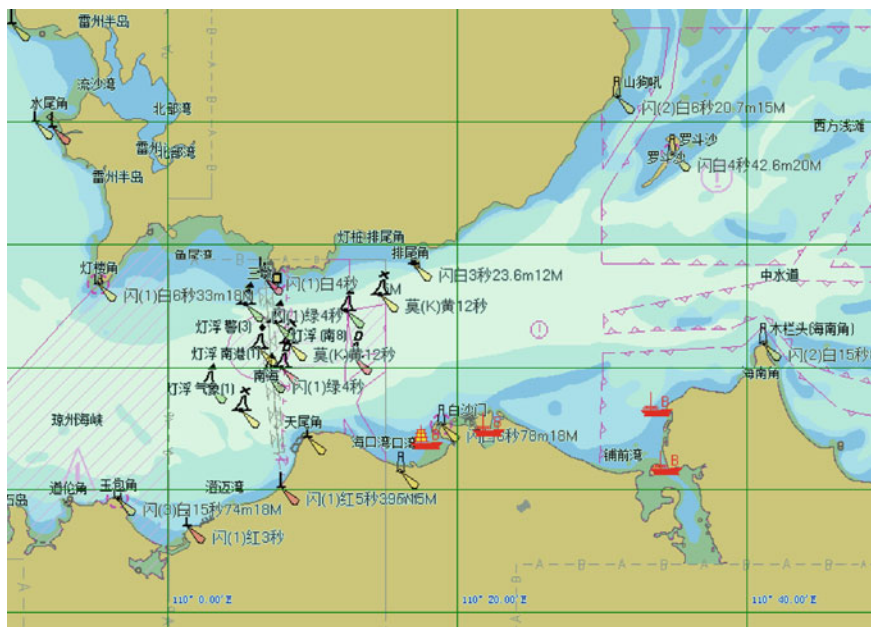 雷州半岛
流沙湾
水尾角
北部湾
北部湾
雷州半岛
山狗吼
闪(2)白6秒20.7m15M
罗斗沙
罗斗沙
西方浅滩
闪白4秒42.6m20M
灯桩 排尾角
鱼尾湾
排尾角
灯楼角
闪(1)白4秒
闪白3秒23.6m12M
中水道
闪(1)白6秒33m18M
莫(K)黄12秒
闪(1)绿4秒
木栏头(海南角)
灯浮 警(3)
灯浮 (南8)
灯浮 南港(1)
莫(K)黄12秒
闪(2)白15秒
南海
海南角
灯浮 气象(1)
闪(1)绿4秒
琼州海峡
白沙门
天尾角
闪白6秒78m18M
海口湾
铺前湾
道伦角
玉包角
澄迈湾
石岛
闪(3)白15秒74m18M
闪(1)红5秒
闪(1)红3秒
110° 0.00'E
110° 20.00'E
110° 40.00'E